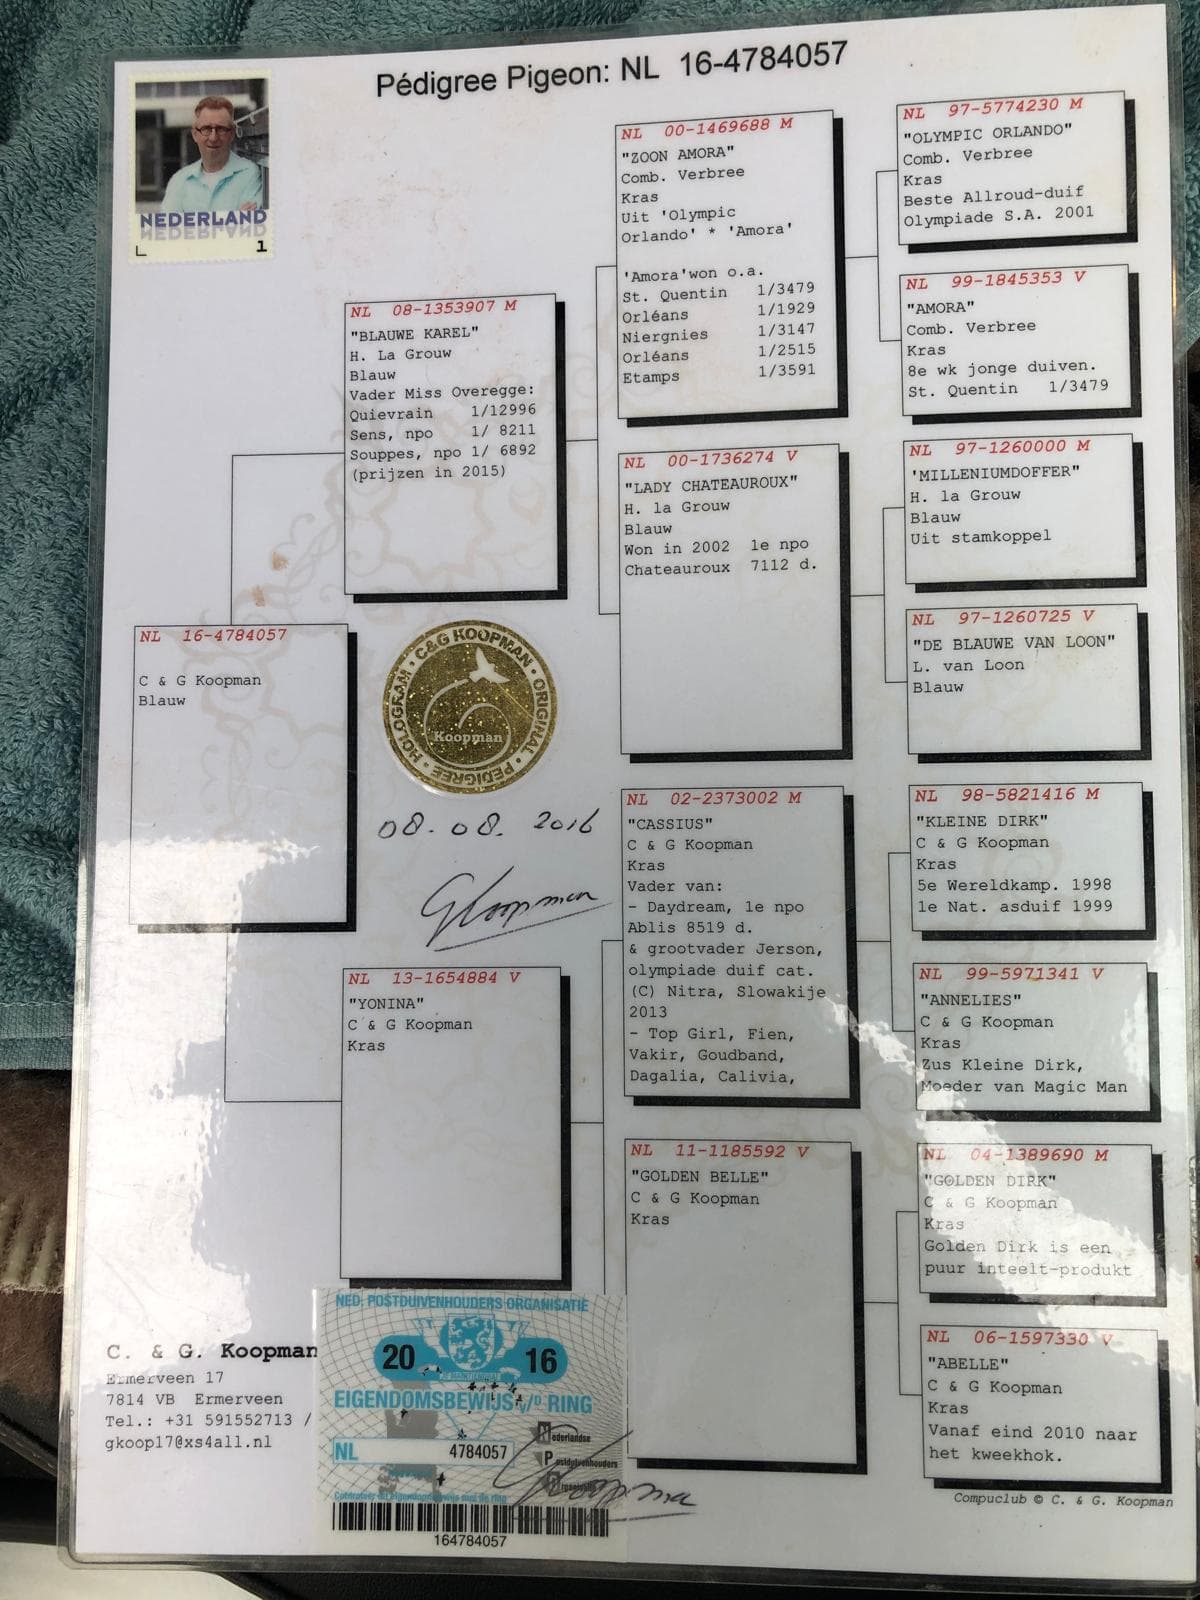 Pédigree Pigeon: NL 16-4784057
NEDERLAND
1
NL 16-4784057
C & G Koopman
Blauw
NL 08-1353907 M
"BLAUWE KAREL"
H. La Grouw
Blauw
Vader Miss Overegge:
Quievrain 1/12996
Sens, npo 1/ 8211
Souppes, npo 1/ 6892
(prijzen in 2015)
NL 13-1654884 V
"YONINA"
C & G Koopman
Kras
NL 00-1469688 M
"ZOON AMORA"
Comb. Verbree
Kras
Uit 'Olympic
Orlando' * 'Amora'
'Amora'won o.a.
St. Quentin 1/3479
Orléans 1/1929
Niergnies 1/3147
Orléans 1/2515
Etamps 1/3591
NL 00-1736274 V
"LADY CHATEAUROUX"
H. la Grouw
Blauw
Won in 2002 1e npo
Chateauroux 7112 d.
NL 02-2373002 M
"CASSIUS"
C & G Koopman
Kras
Vader van:
- Daydream, 1e npo
Ablis 8519 d.
& grootvader Jerson,
olympiade duif cat.
(C) Nitra, Slowakije
2013
- Top Girl, Fien,
Vakir, Goudband,
Dagalia, Calivia,
NL 11-1185592 V
"GOLDEN BELLE"
C & G Koopman
Kras
NL 97-5774230 M
"OLYMPIC ORLANDO"
Comb. Verbree
Kras
Beste Allroud-duif
Olympiade S.A. 2001
NL 99-1845353 V
"AMORA"
Comb. Verbree
Kras
8e wk jonge duiven.
St. Quentin 1/3479
NL 97-1260000 M
'MILLENIUMDOFFER"
H. la Grouw
Blauw
Uit stamkoppel
NL 97-1260725 V
"DE BLAUWE VAN LOON"
L. van Loon
Blauw
NL 98-5821416 M
"KLEINE DIRK"
C & G Koopman
Kras
5e Wereldkamp. 1998
1e Nat. asduif 1999
NL 99-5971341 V
"ANNELIES"
C & G Koopman
Kras
Zus Kleine Dirk,
Moeder van Magic Man
NL 04-1389690 M
"GOLDEN DIRK"
C & G Koopman
Kras
Golden Dirk is een
puur inteelt-produkt
NL 06-1597330 V
"ABELLE"
C & G Koopman
Kras
Vanaf eind 2010 naar
het kweekhok.
C&G KOOPMAN • ORIGINAL • PEDIGREE • HOLOGRAM
Koopman
08.08. 2016
GKoopman
C. & G. Koopman
Ermerveen 17
7814 VB Ermerveen
Tel.: +31 591552713 /
gkoop17@xs4all.nl
NED. POSTDUIVENHOUDERS ORGANISATIE
20 16
EIGENDOMSBEWIJS v/D RING
NL 4784057
Nederlandse
Postduivenhouders
Organisatie
GKoopman
164784057
Compuclub © C. & G. Koopman